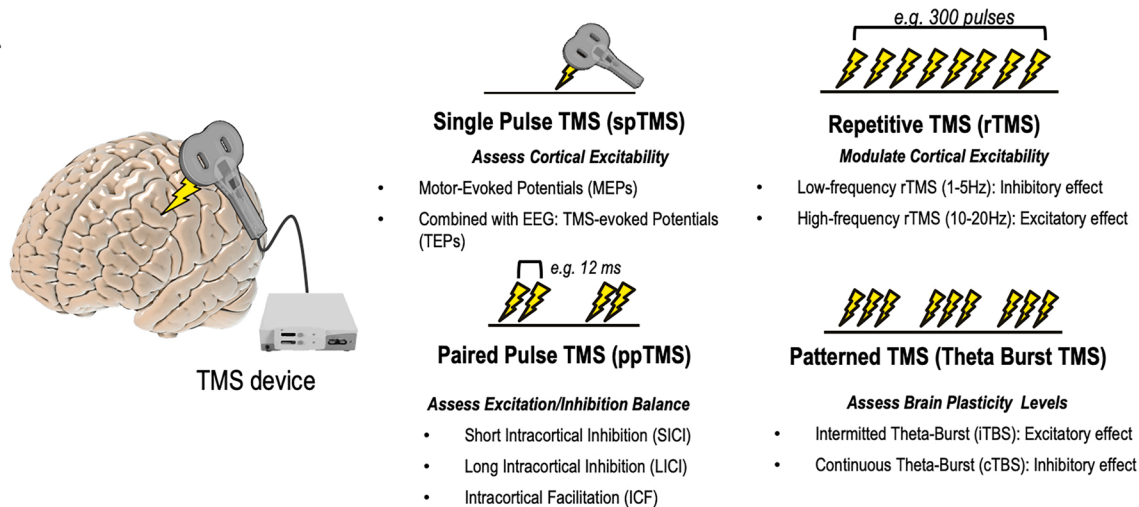 TMS device
Single Pulse TMS (spTMS)
Assess Cortical Excitability
• Motor-Evoked Potentials (MEPs)
• Combined with EEG: TMS-evoked Potentials
(TEPs)
e.g. 12 ms
Paired Pulse TMS (ppTMS)
Assess Excitation/Inhibition Balance
• Short Intracortical Inhibition (SICI)
• Long Intracortical Inhibition (LICI)
• Intracortical Facilitation (ICF)
e.g. 300 pulses
Repetitive TMS (rTMS)
Modulate Cortical Excitability
• Low-frequency rTMS (1-5Hz): Inhibitory effect
• High-frequency rTMS (10-20Hz): Excitatory effect
Patterned TMS (Theta Burst TMS)
Assess Brain Plasticity Levels
• Intermitted Theta-Burst (iTBS): Excitatory effect
• Continuous Theta-Burst (cTBS): Inhibitory effect